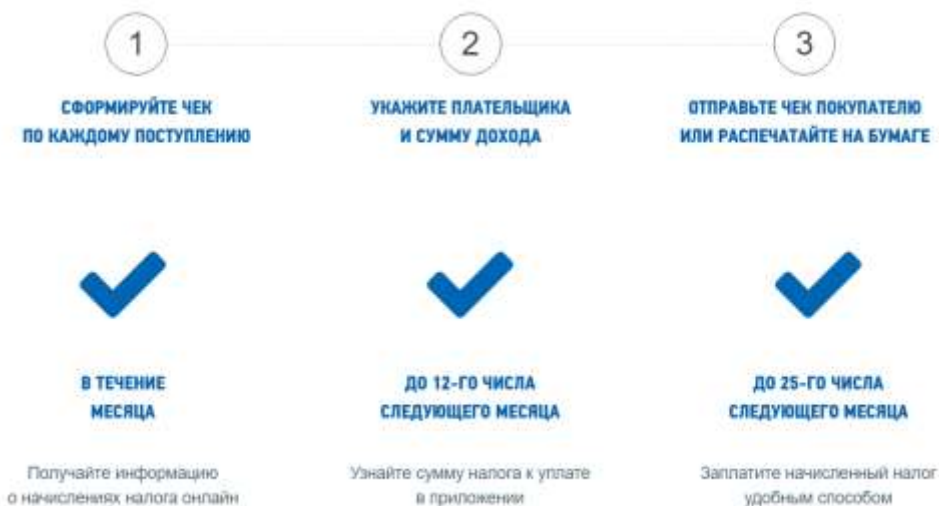 1
2
3
СФОРМИРУЙТЕ ЧЕК
ПО КАЖДОМУ ПОСТУПЛЕНИЮ
УКАЖИТЕ ПЛАТЕЛЬЩИКА
И СУММУ ДОХОДА
ОТПРАВЬТЕ ЧЕК ПОКУПАТЕЛЮ
ИЛИ РАСПЕЧАТАЙТЕ НА БУМАГЕ
В ТЕЧЕНИЕ
МЕСЯЦА
ДО 12-ГО ЧИСЛА
СЛЕДУЮЩЕГО МЕСЯЦА
ДО 25-ГО ЧИСЛА
СЛЕДУЮЩЕГО МЕСЯЦА
Получайте информацию
о начислениях налога онлайн
Узнайте сумму налога к уплате
в приложении
Заплатите начисленный налог
удобным способом